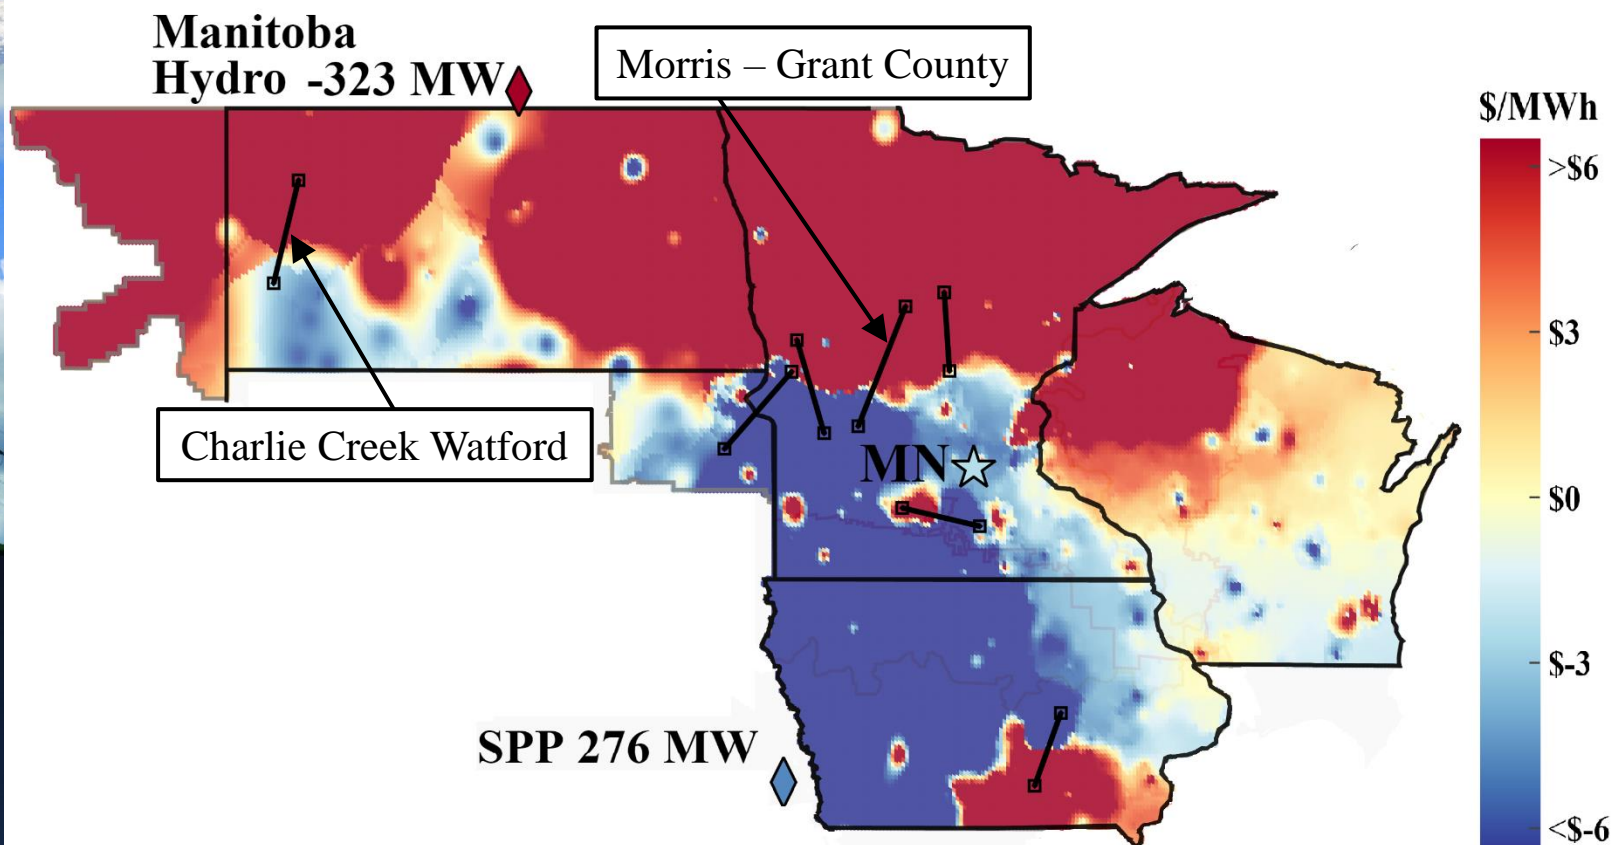 Manitoba
Hydro -323 MW
Morris – Grant County
$/MWh
>$6
$3
$0
$-3
<$-6
Charlie Creek Watford
MN
SPP 276 MW